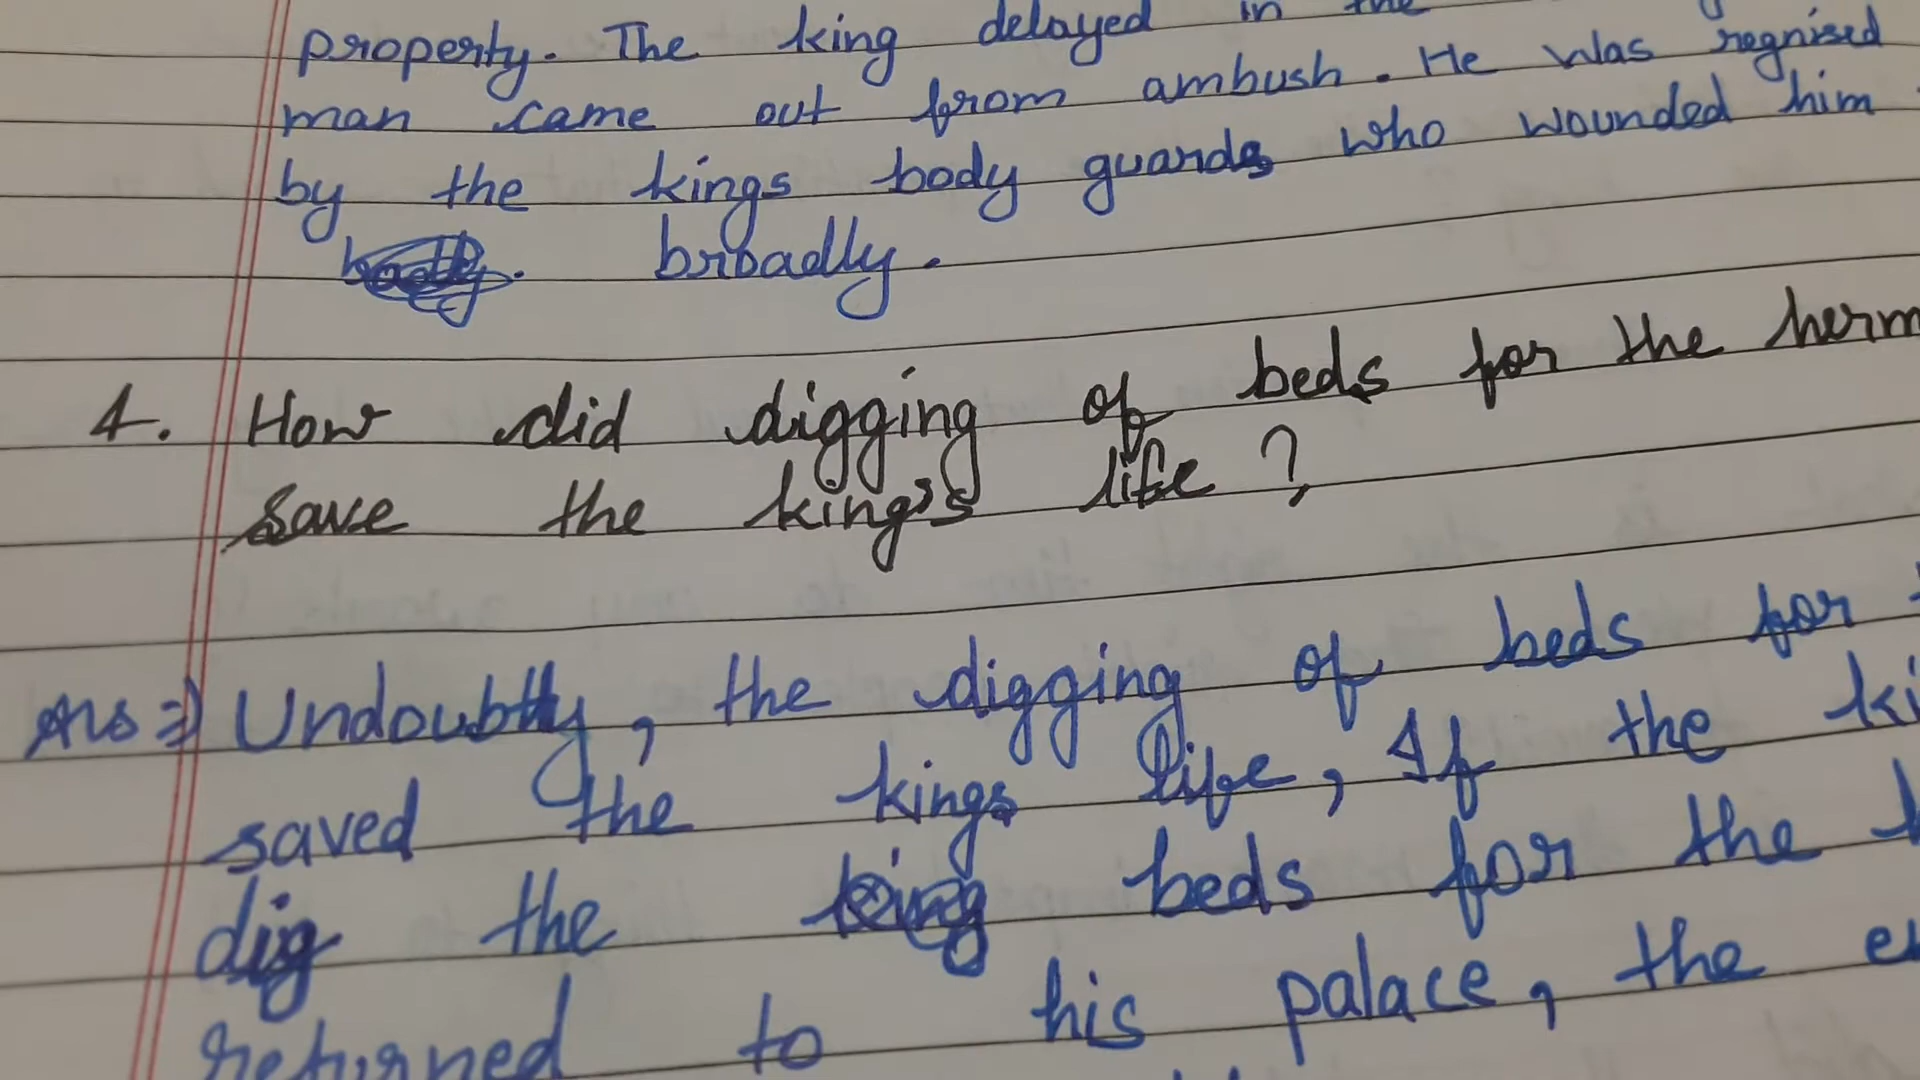 property. The king delayed in the
man came out from ambush. He was regnised
by the kings body guards who wounded him
broadly.
4. How did digging of beds for the herm
save the king's life?
Ans ⇒ Undoubtly, the digging of beds for
saved the kings life, If the ki
dig the beds for the
returned to his palace, the